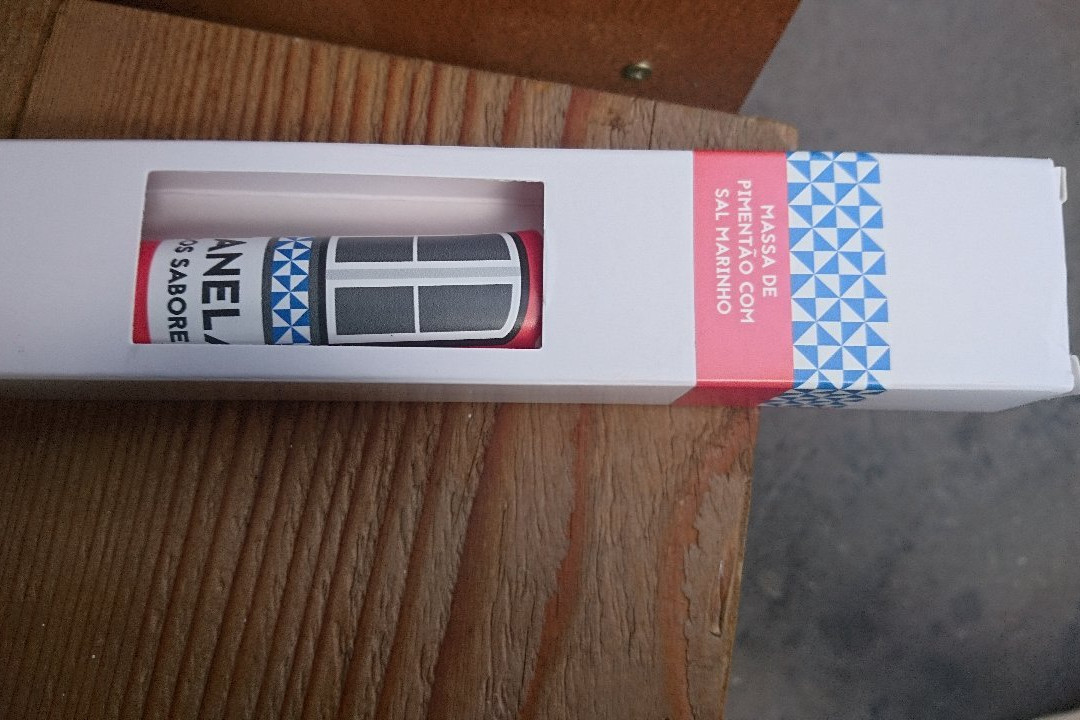 MASSA DE
PIMENTÃO COM
SAL MARINHO
ANELA
OS SABORE